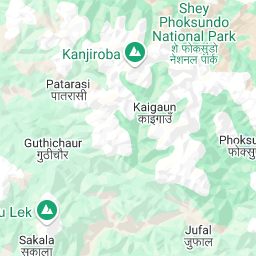 Shey
Phoksundo
National Park
शे फोक्सुन्डो
नेशनल पार्क
Kanjiroba
Patarasi
पातरासी
Kaigaun
काइगाउँ
Guthichaur
गुठीचौर
Phoksu
फोक्सु
u Lek
Sakala
सकाला
Jufal
जुफाल